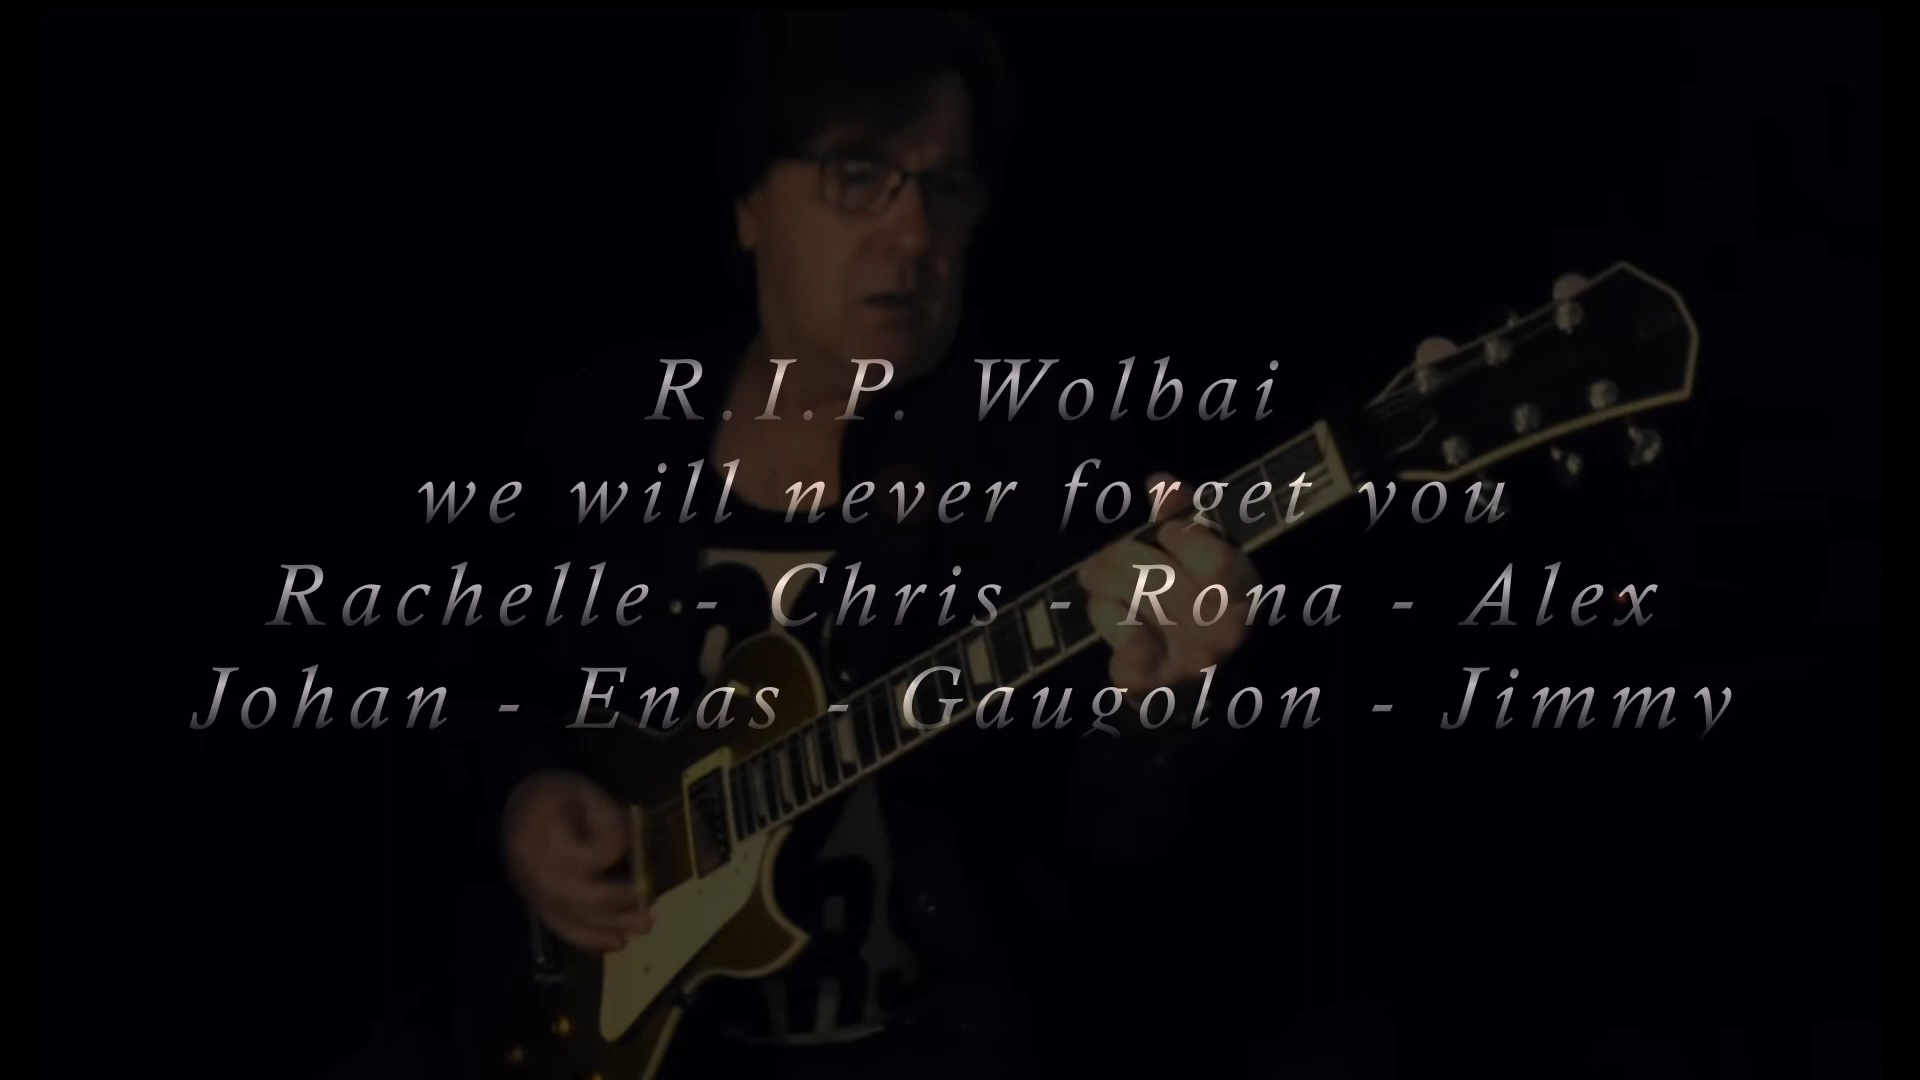 R.I.P. Wolbai
we will never forget you
Rachelle - Chris - Rona - Alex
Johan - Enas - Gaugolon - Jimmy